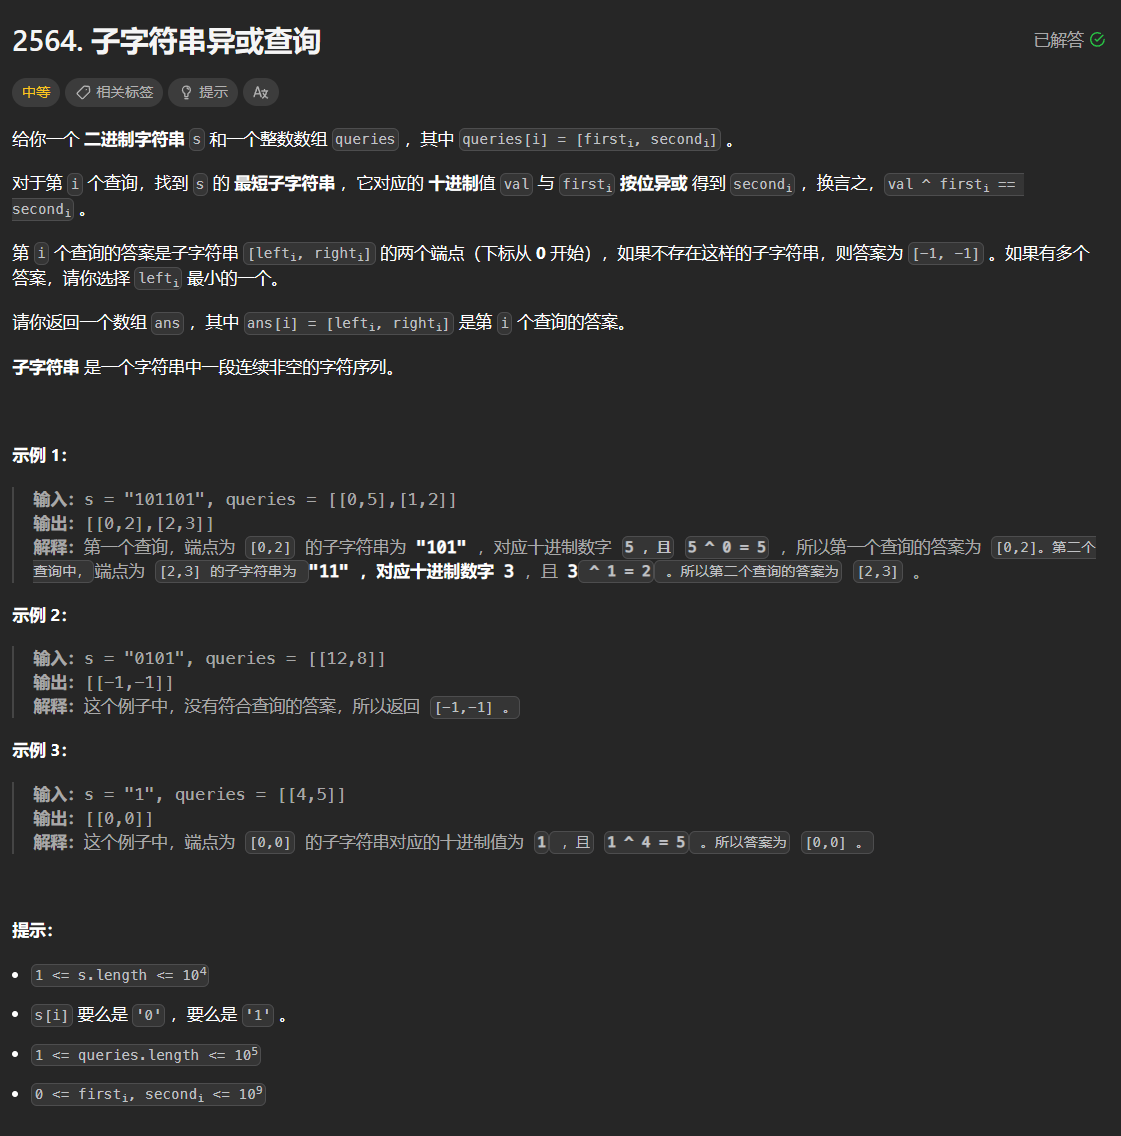 2564. 子字符串异或查询
已解答
中等 相关标签 提示
给你一个 二进制字符串 s 和一个整数数组 queries ，其中 queries[i] = [firstᵢ, secondᵢ] 。
对于第 i 个查询，找到 s 的 最短子字符串 ，它对应的 十进制值 val 与 firstᵢ 按位异或 得到 secondᵢ ，换言之，val ^ firstᵢ ==
secondᵢ 。
第 i 个查询的答案是子字符串 [leftᵢ, rightᵢ] 的两个端点（下标从 0 开始），如果不存在这样的子字符串，则答案为 [-1, -1] 。如果有多个
答案，请你选择 leftᵢ 最小的一个。
请你返回一个数组 ans ，其中 ans[i] = [leftᵢ, rightᵢ] 是第 i 个查询的答案。
子字符串 是一个字符串中一段连续非空的字符序列。
示例 1：
输入：s = "101101", queries = [[0,5],[1,2]]
输出：[[0,2],[2,3]]
解释：第一个查询，端点为 [0,2] 的子字符串为 "101" ，对应十进制数字 5 ，且 5 ^ 0 = 5 ，所以第一个查询的答案为 [0,2]。第二个
查询中，端点为 [2,3] 的子字符串为 "11" ，对应十进制数字 3 ，且 3 ^ 1 = 2 。所以第二个查询的答案为 [2,3] 。
示例 2：
输入：s = "0101", queries = [[12,8]]
输出：[[-1,-1]]
解释：这个例子中，没有符合查询的答案，所以返回 [-1,-1] 。
示例 3：
输入：s = "1", queries = [[4,5]]
输出：[[0,0]]
解释：这个例子中，端点为 [0,0] 的子字符串对应的十进制值为 1 ，且 1 ^ 4 = 5 。所以答案为 [0,0] 。
提示：
• 1 <= s.length <= 10⁴
• s[i] 要么是 '0' ，要么是 '1' 。
• 1 <= queries.length <= 10⁵
• 0 <= firstᵢ, secondᵢ <= 10⁹